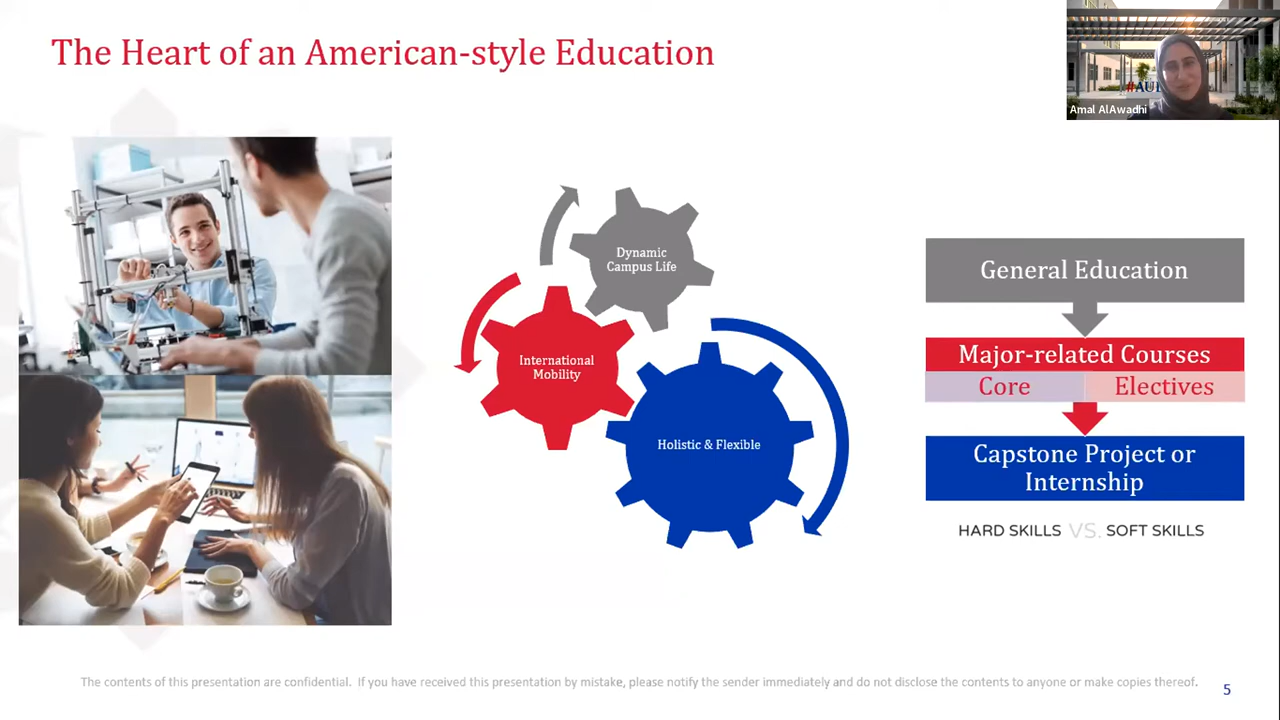 The Heart of an American-style Education
Amal AlAwadhi
Dynamic
Campus Life
International
Mobility
Holistic & Flexible
General Education
Major-related Courses
Core
Electives
Capstone Project or
Internship
HARD SKILLS VS. SOFT SKILLS
The contents of this presentation are confidential. If you have received this presentation by mistake, please notify the sender immediately and do not disclose the contents to anyone or make copies thereof.
5